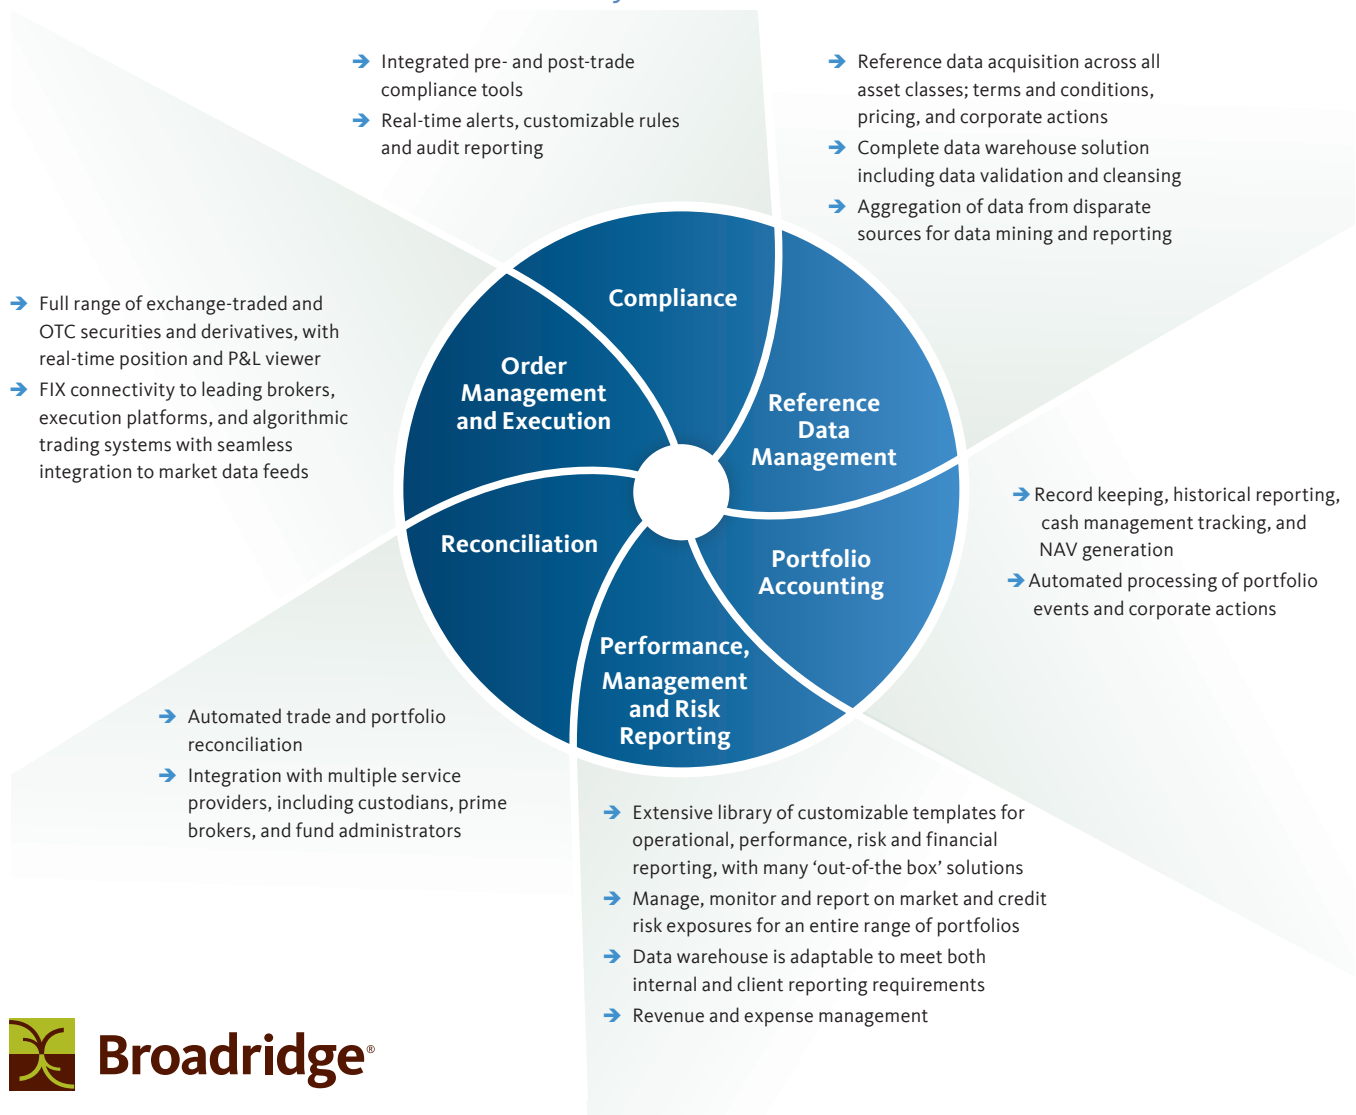 Integrated pre- and post-trade
compliance tools
Real-time alerts, customizable rules
and audit reporting
Reference data acquisition across all
asset classes; terms and conditions,
pricing, and corporate actions
Complete data warehouse solution
including data validation and cleansing
Aggregation of data from disparate
sources for data mining and reporting
Full range of exchange-traded and
OTC securities and derivatives, with
real-time position and P&L viewer
FIX connectivity to leading brokers,
execution platforms, and algorithmic
trading systems with seamless
integration to market data feeds
Compliance
Order
Management
and Execution
Reference
Data
Management
Reconciliation
Portfolio
Accounting
Performance,
Management
and Risk
Reporting
Record keeping, historical reporting,
cash management tracking, and
NAV generation
Automated processing of portfolio
events and corporate actions
Automated trade and portfolio
reconciliation
Integration with multiple service
providers, including custodians, prime
brokers, and fund administrators
Extensive library of customizable templates for
operational, performance, risk and financial
reporting, with many ‘out-of-the box’ solutions
Manage, monitor and report on market and credit
risk exposures for an entire range of portfolios
Data warehouse is adaptable to meet both
internal and client reporting requirements
Revenue and expense management
Broadridge®